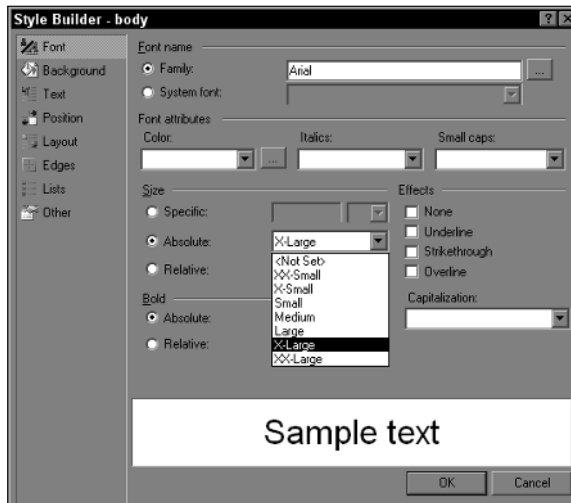 Style Builder - body
Font
Background
Text
Position
Layout
Edges
Lists
Other
Font name
Family: Arial ...
System font:
Font attributes
Color: Italics: Small caps:
...
Size
Specific:
Absolute: X-Large
Relative:
<Not Set>
XX-Small
X-Small
Small
Medium
Large
X-Large
XX-Large
Bold
Absolute:
Relative:
Effects
None
Underline
Strikethrough
Overline
Capitalization:
Sample text
OK Cancel